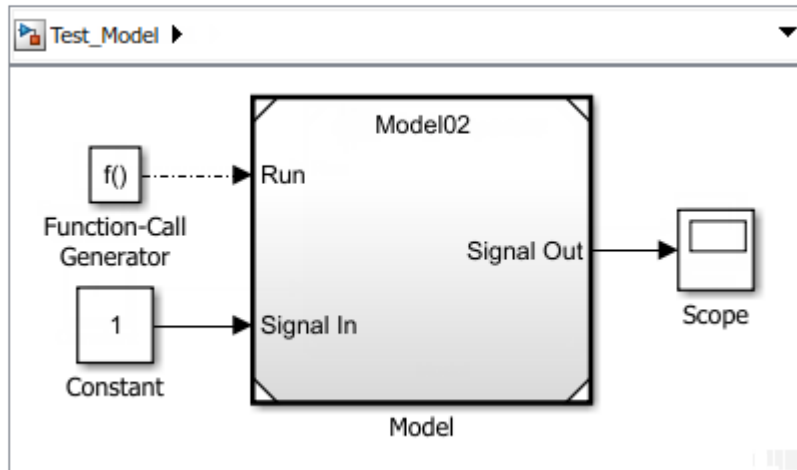 Test_Model
Model02
f()
Run
Function-Call
Generator
Signal Out
1
Signal In
Scope
Constant
Model